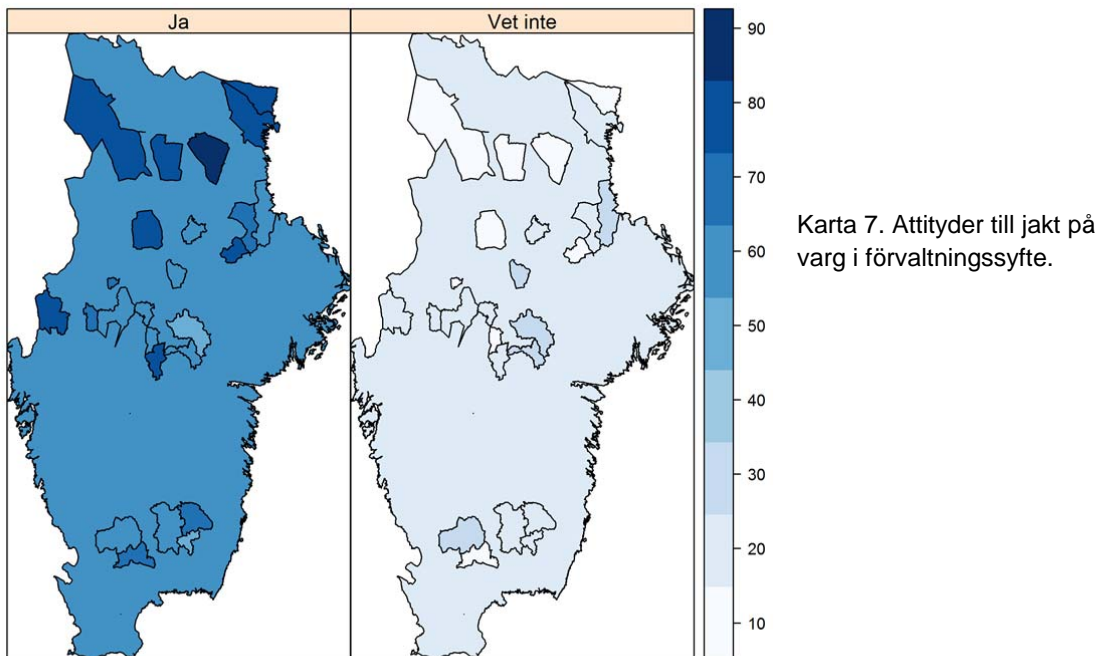 Ja
Vet inte
90
80
70
60
50
40
30
20
10
Karta 7. Attityder till jakt på
varg i förvaltningssyfte.